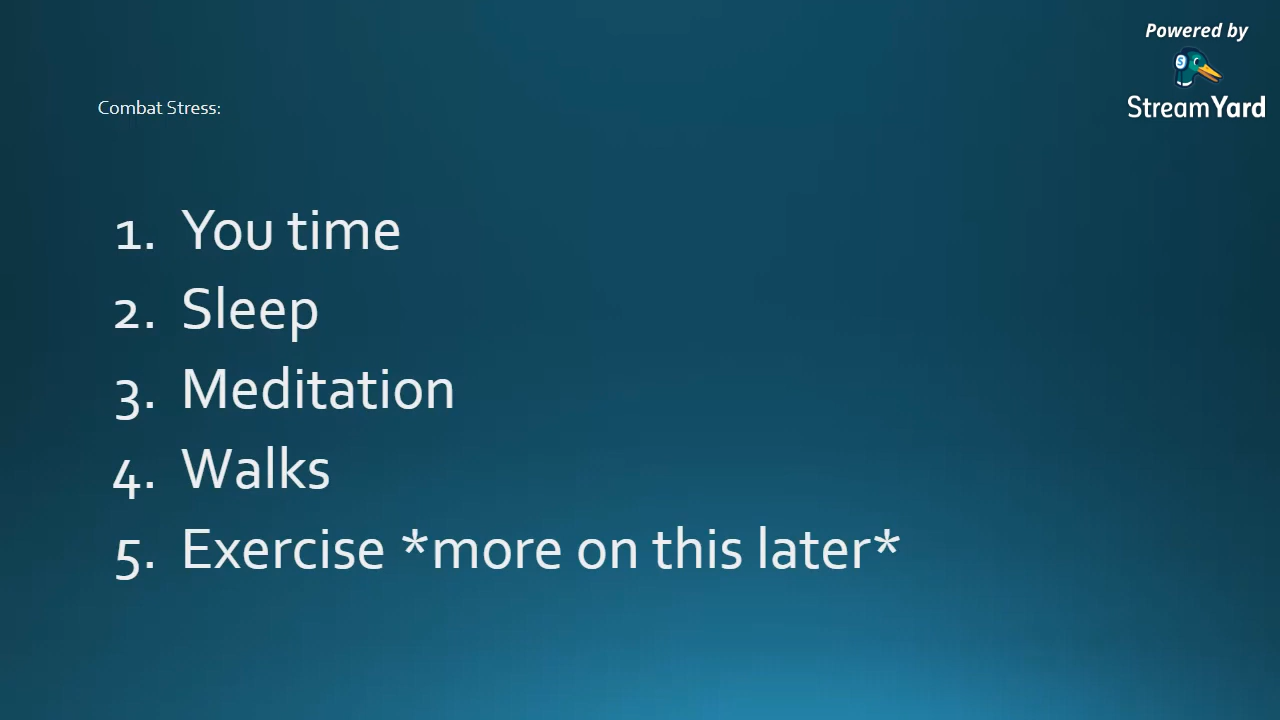 Powered by
StreamYard
Combat Stress:
1. You time
2. Sleep
3. Meditation
4. Walks
5. Exercise *more on this later*